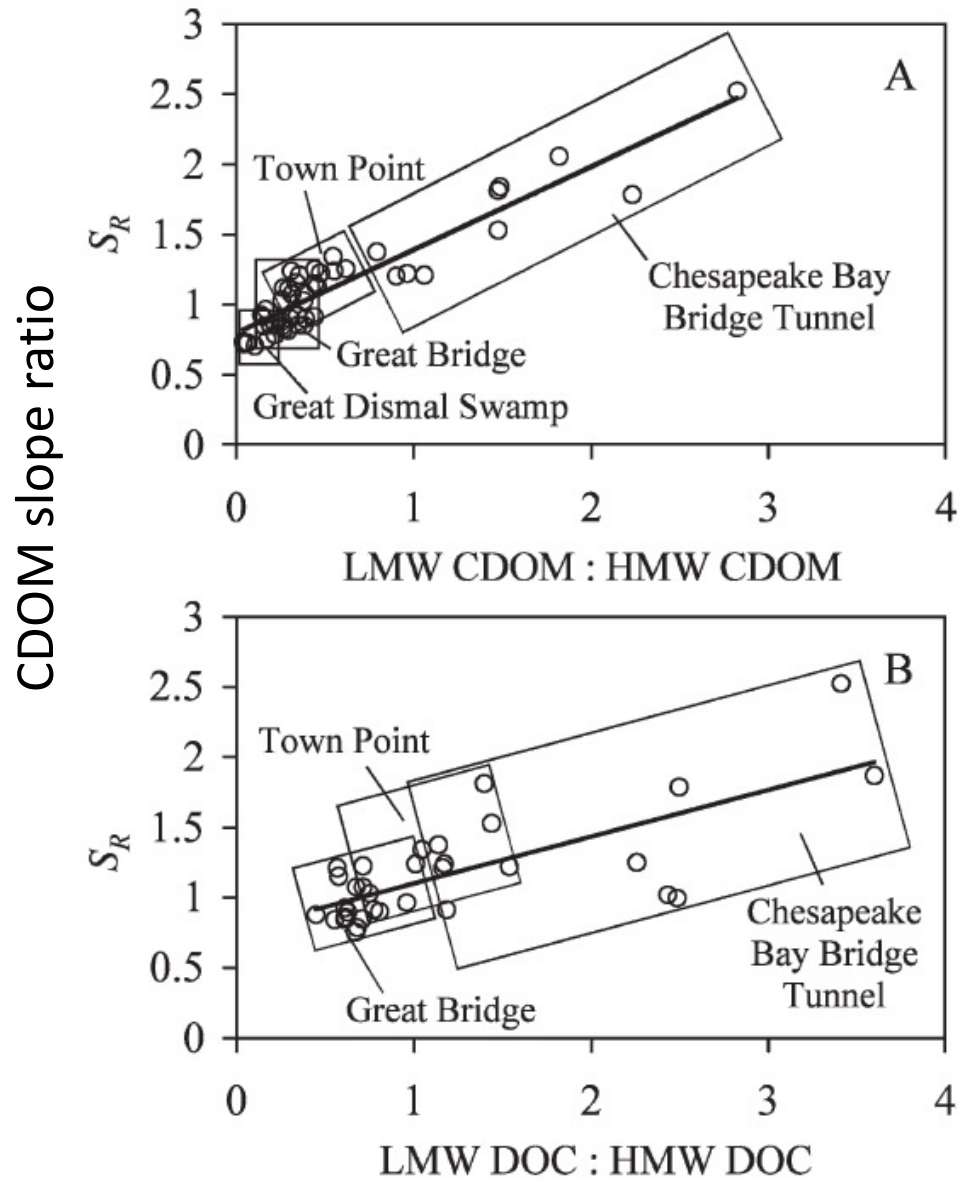 CDOM slope ratio
3
2.5
2
1.5
1
0.5
0
S_R
A
Town Point
Chesapeake Bay
Bridge Tunnel
Great Bridge
Great Dismal Swamp
0 1 2 3 4
LMW CDOM : HMW CDOM
3
2.5
2
1.5
1
0.5
0
S_R
B
Town Point
Chesapeake
Bay Bridge
Tunnel
Great Bridge
0 1 2 3 4
LMW DOC : HMW DOC